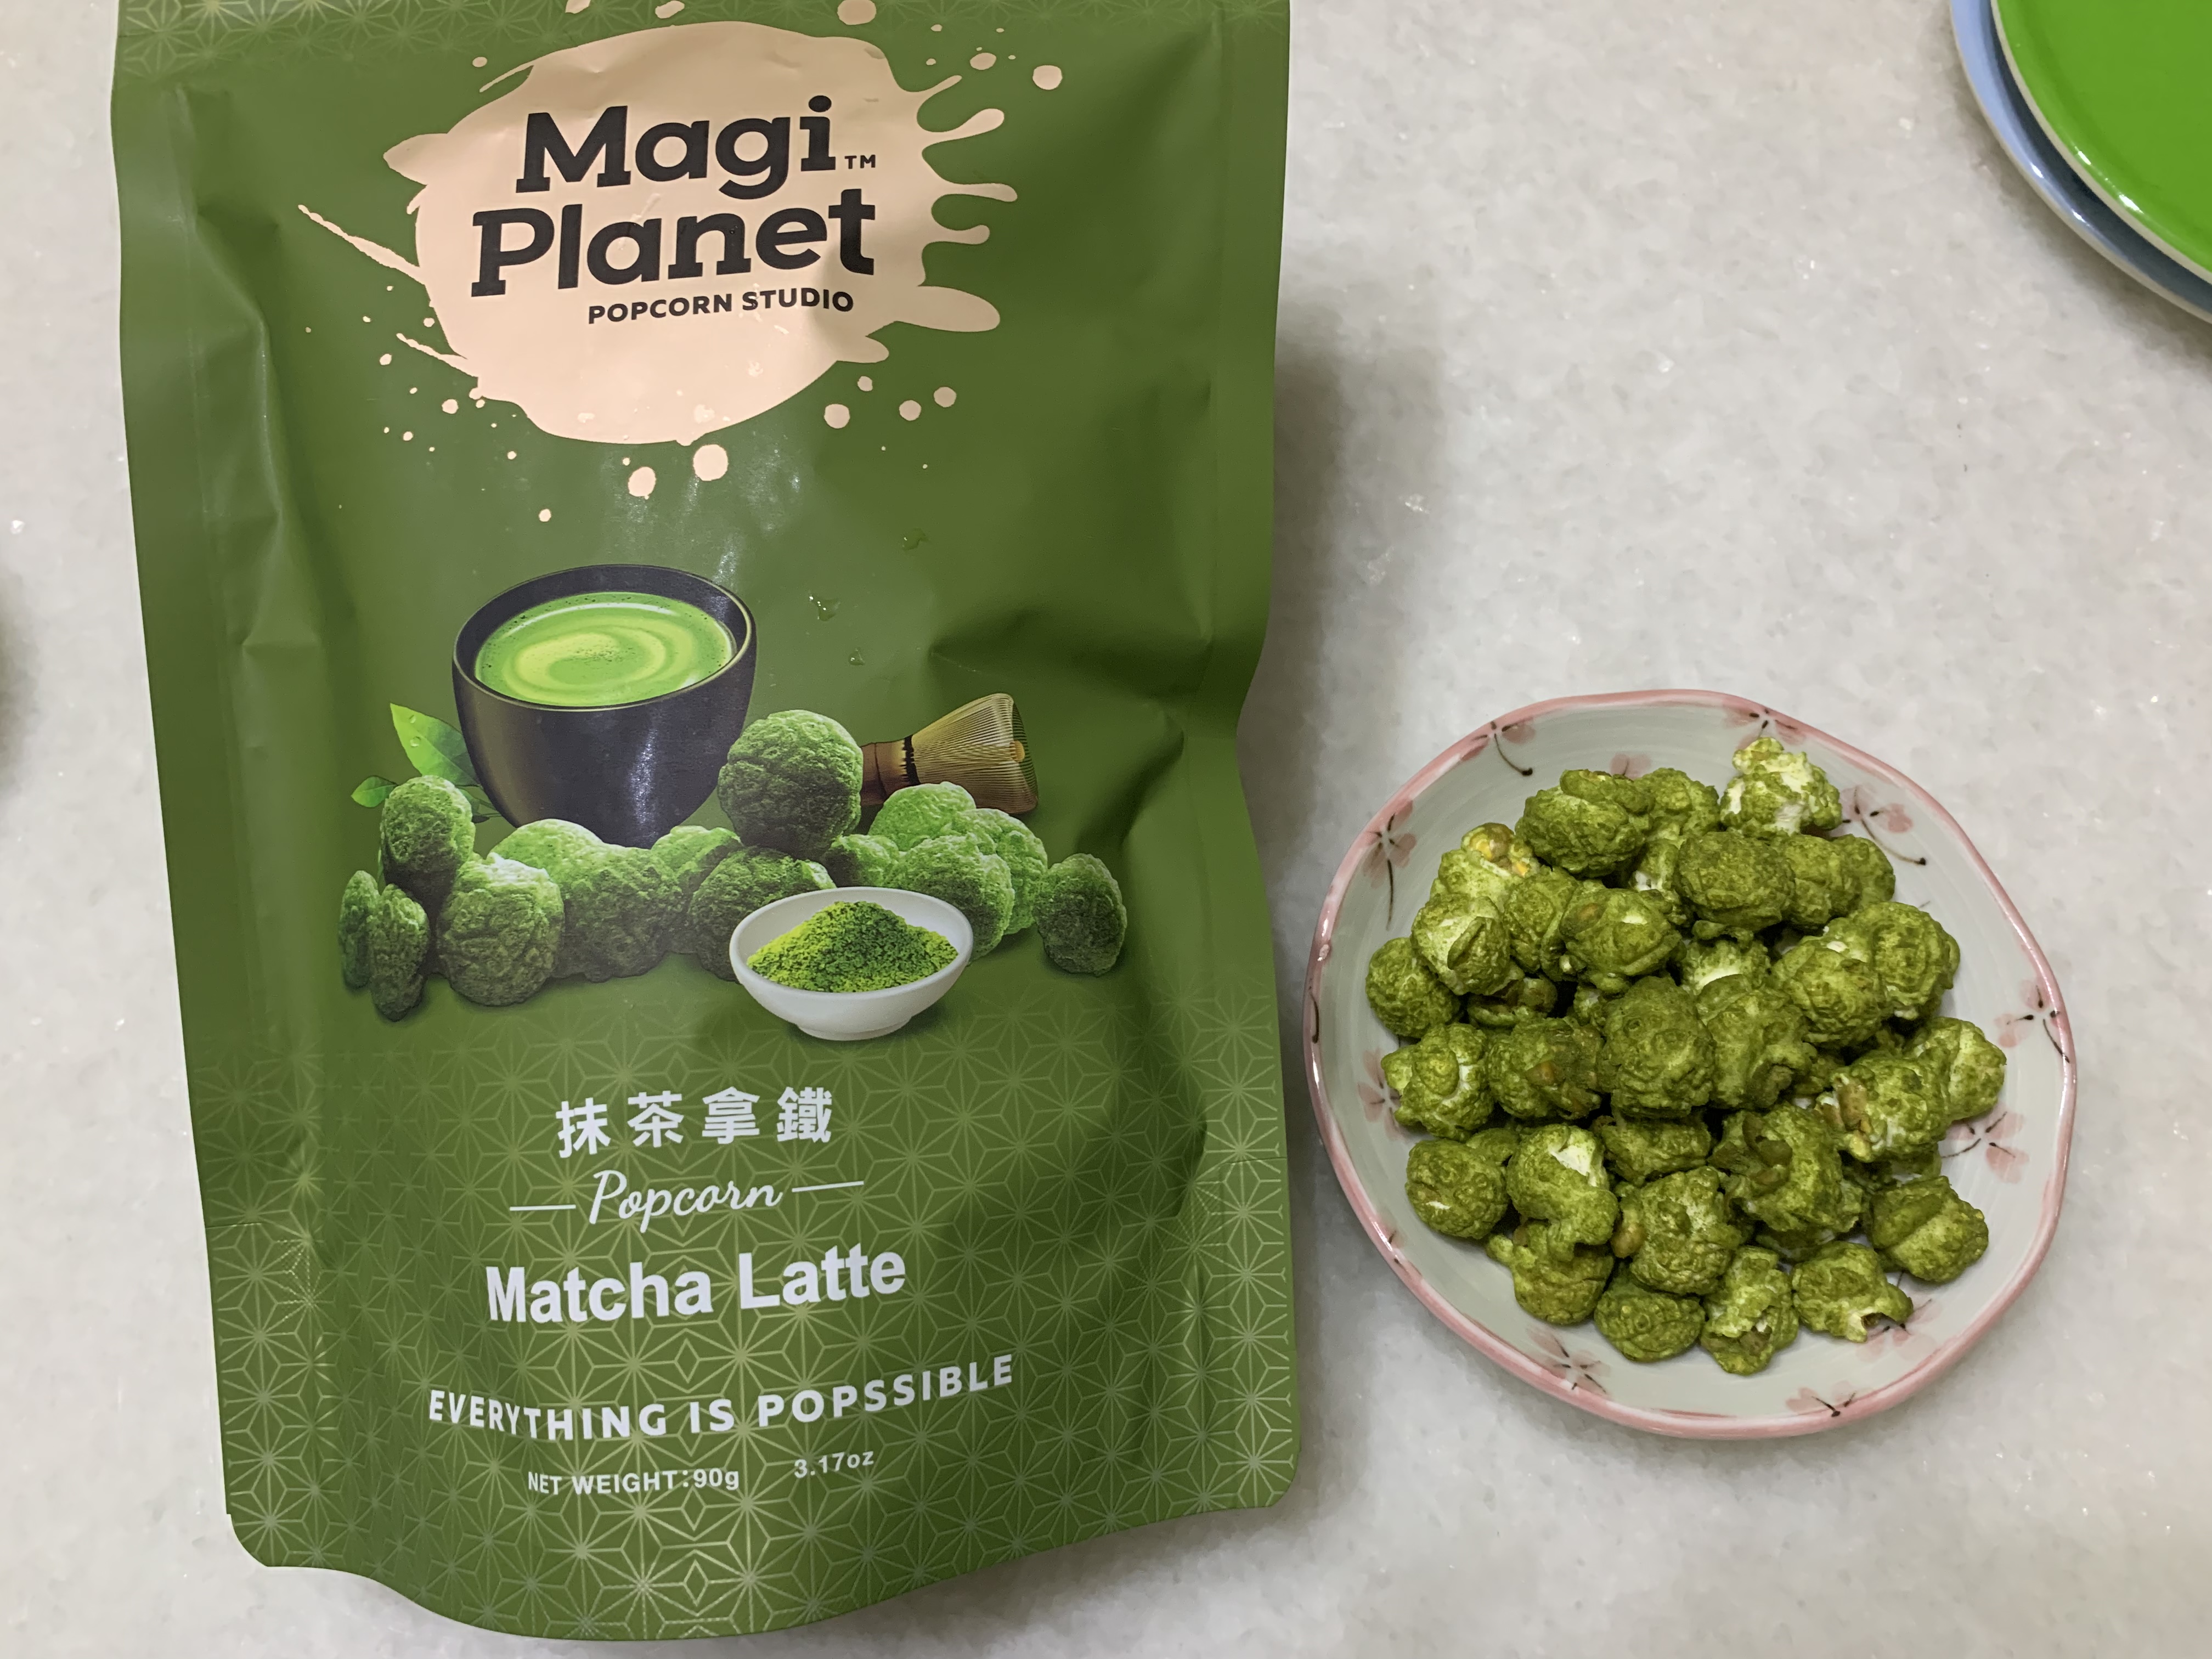 Magi™
Planet
POPCORN STUDIO
抹茶拿鐵
Popcorn
Matcha Latte
EVERYTHING IS POPSSIBLE
NET WEIGHT:90g 3.17oz